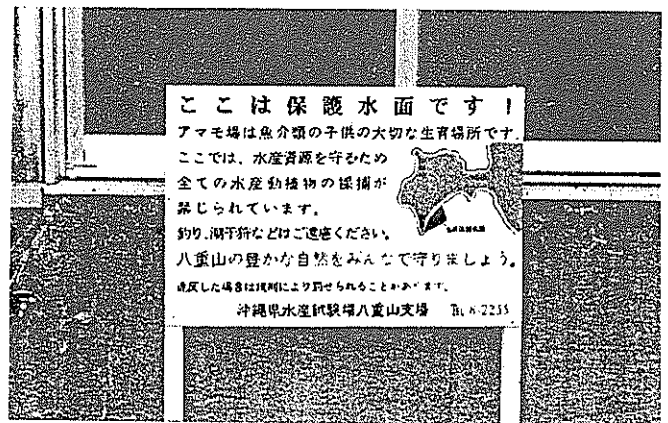 ここは保護水面です!
アマモ場は魚介類の子供の大切な生育場所です。
ここでは、水産資源を守るため
全ての水産動植物の採捕が
禁じられています。
釣り、潮干狩などはご遠慮ください。
八重山の豊かな自然をみんなで守りましょう。
違反した場合は規則により罰せられることがあります。
沖縄県水産試験場八重山支場 Tel 8-2255